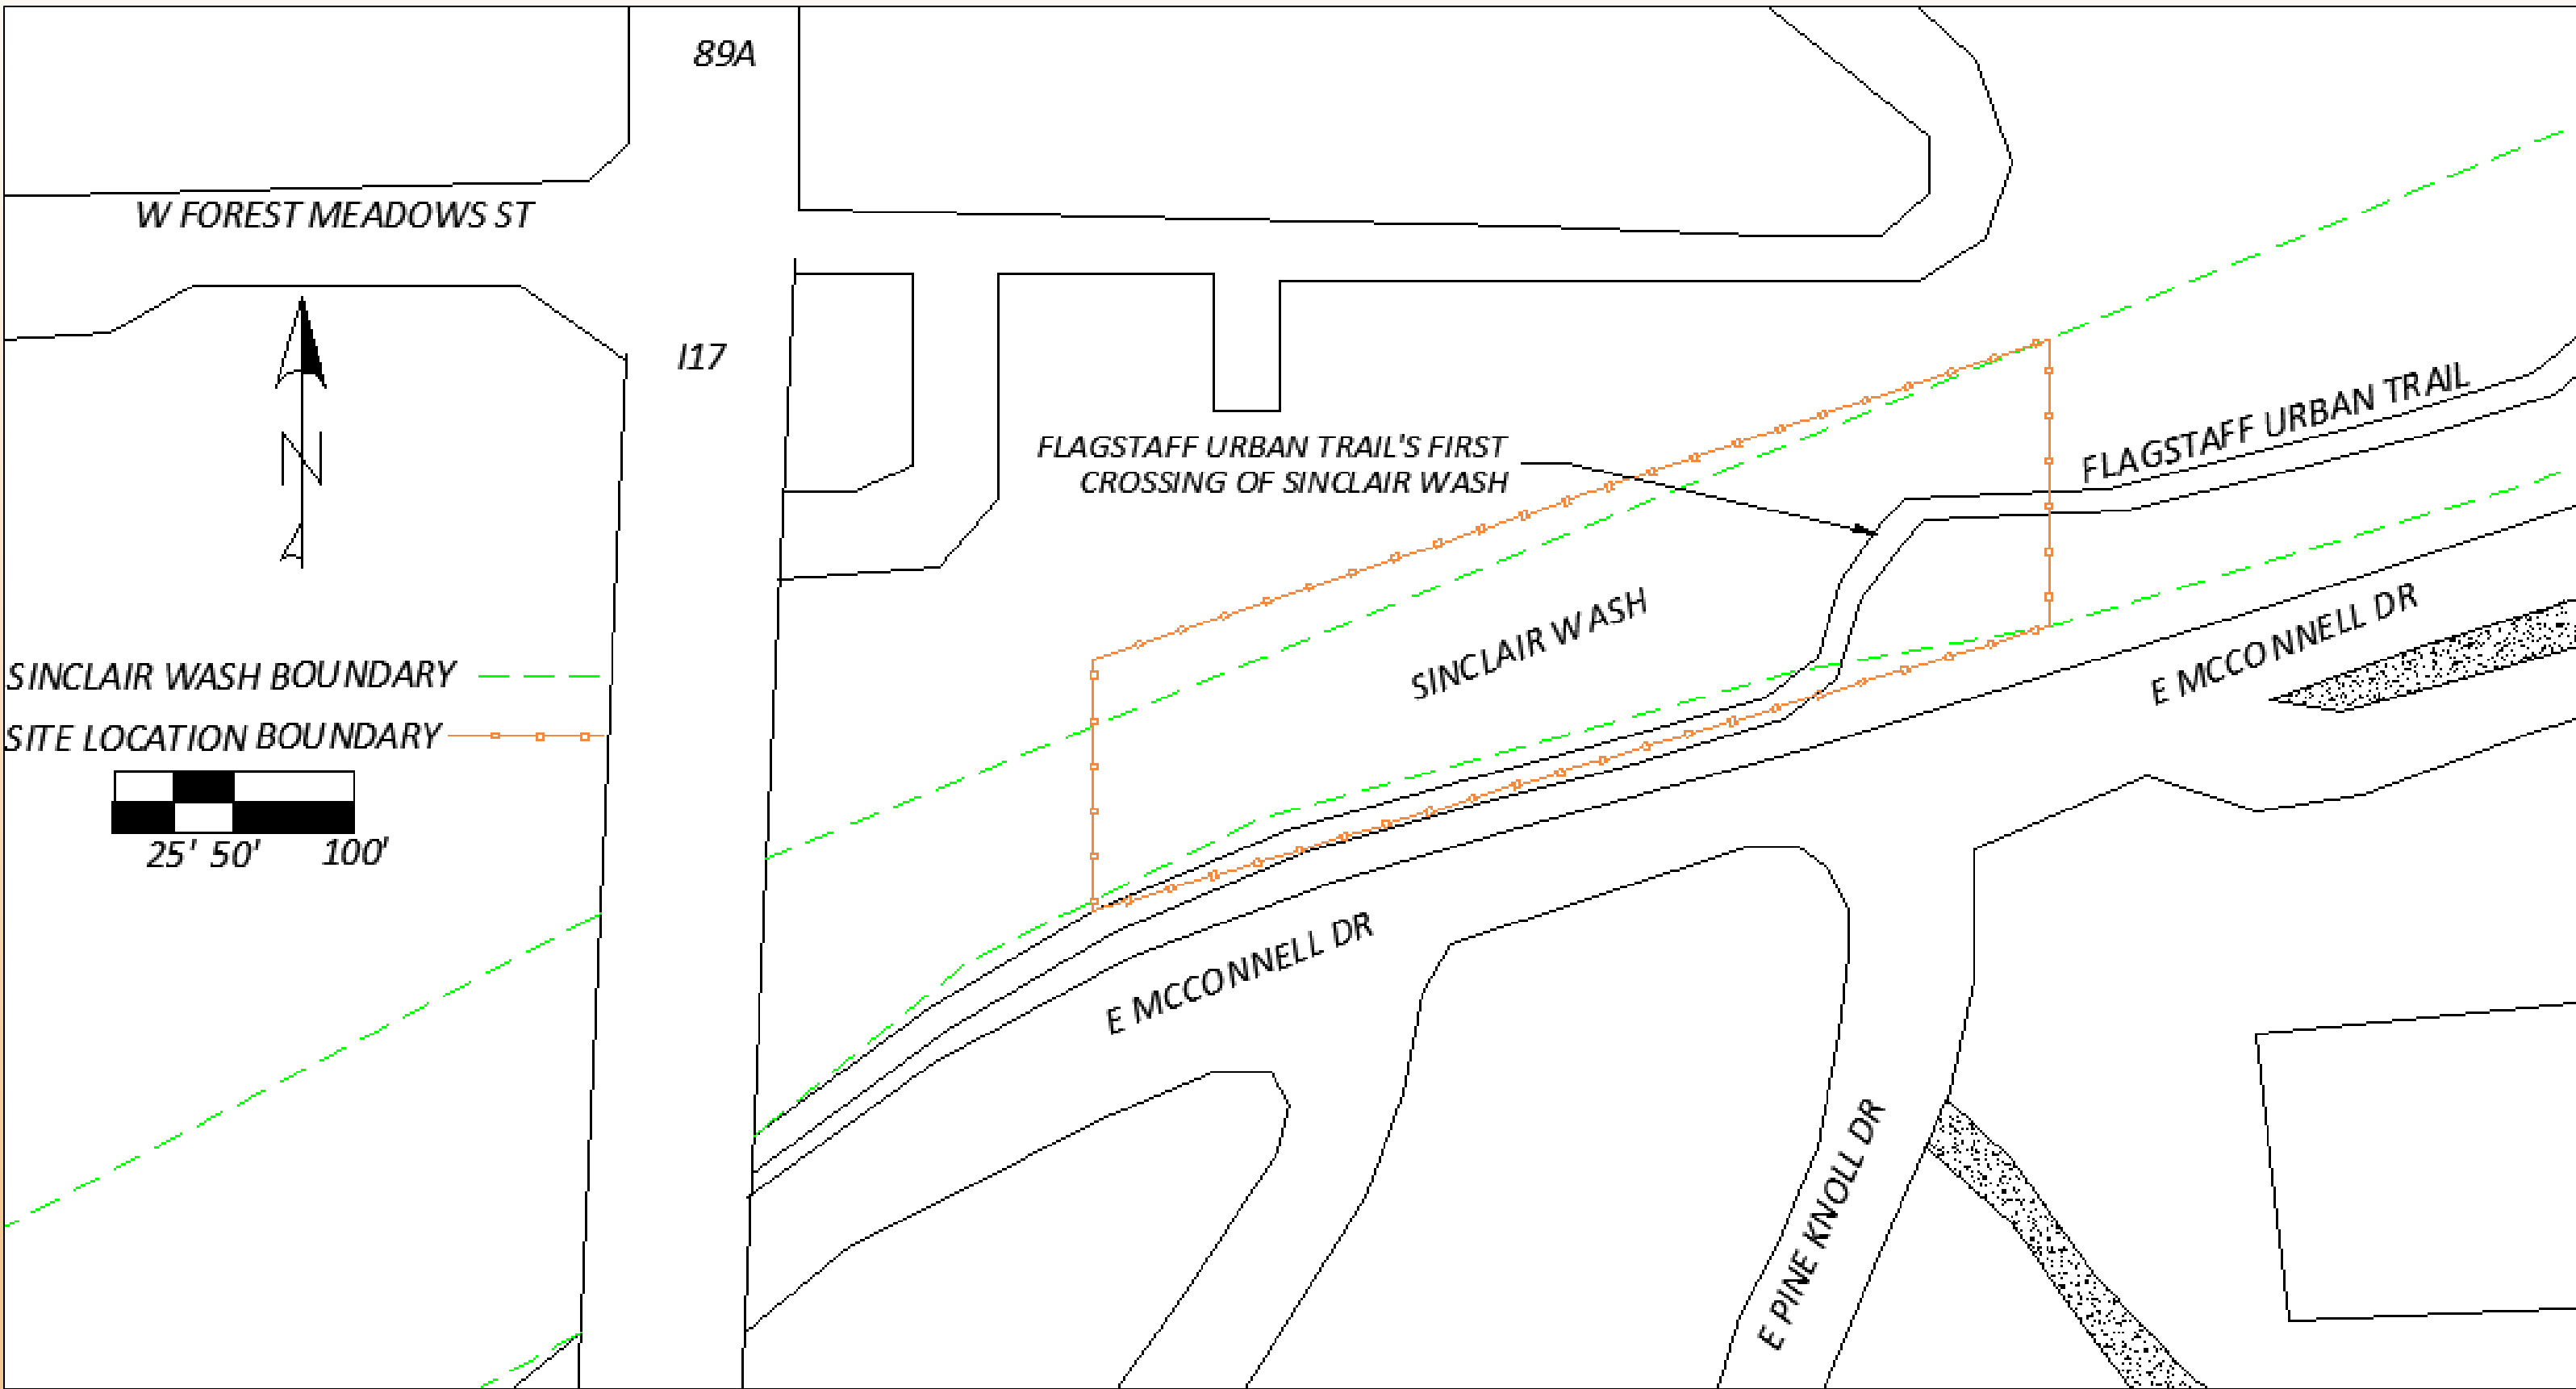 89A
W FOREST MEADOWS ST
I17
N
FLAGSTAFF URBAN TRAIL
FLAGSTAFF URBAN TRAIL'S FIRST
CROSSING OF SINCLAIR WASH
SINCLAIR WASH
E MCCONNELL DR
SINCLAIR WASH BOUNDARY
SITE LOCATION BOUNDARY
25' 50' 100'
E MCCONNELL DR
E PINE KNOLL DR